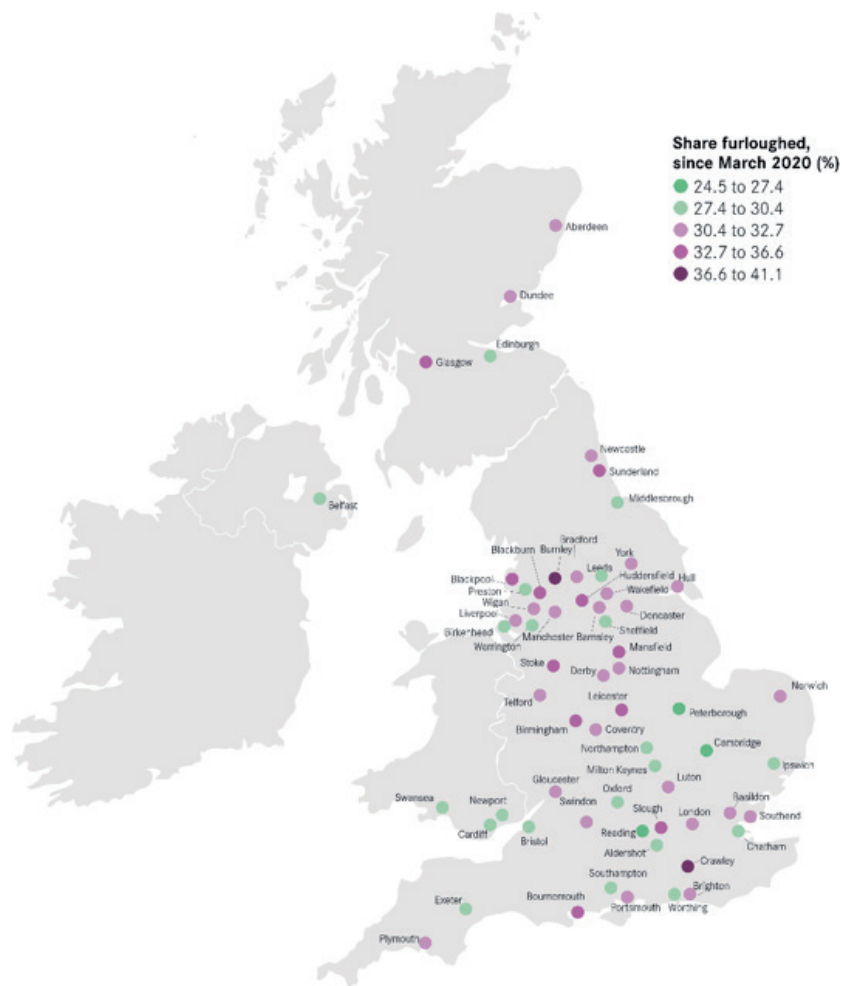 Share furloughed,
since March 2020 (%)
24.5 to 27.4
27.4 to 30.4
30.4 to 32.7
32.7 to 36.6
36.6 to 41.1
Aberdeen
Dundee
Edinburgh
Glasgow
Newcastle
Sunderland
Middlesborough
Belfast
Bradford
Blackburn
Burnley
York
Leeds
Blackpool
Huddersfield
Hull
Preston
Wakefield
Wigan
Liverpool
Doncaster
Birkenhead
Sheffield
Warrington
Manchester
Barnsley
Mansfield
Stoke
Derby
Nottingham
Norwich
Telford
Leicester
Peterborough
Birmingham
Coventry
Northampton
Cambridge
Milton Keynes
Ipswich
Gloucester
Luton
Oxford
Basildon
Swansea
Newport
Swindon
Slough
London
Southend
Cardiff
Bristol
Reading
Chatham
Aldershot
Crawley
Southampton
Brighton
Exeter
Bournemouth
Portsmouth
Worthing
Plymouth